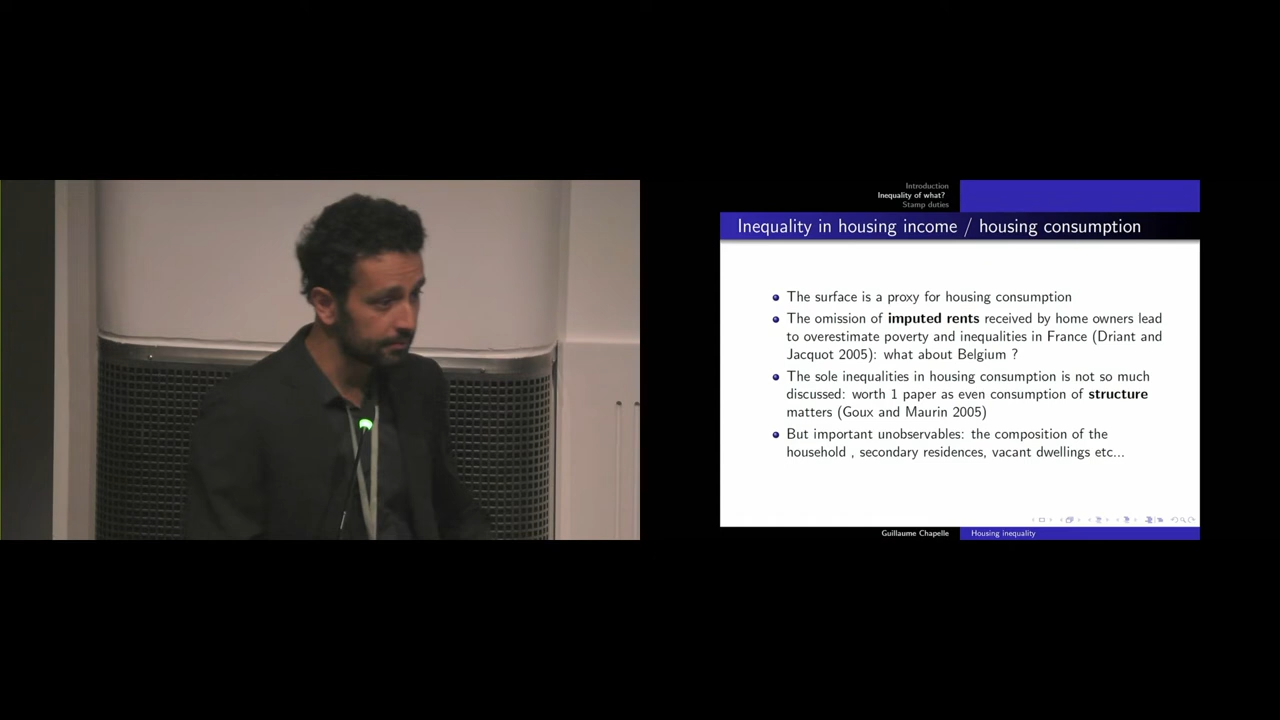 Introduction
Inequality of what?
Stamp duties
Inequality in housing income / housing consumption
The surface is a proxy for housing consumption
The omission of imputed rents received by home owners lead
to overestimate poverty and inequalities in France (Driant and
Jacquot 2005): what about Belgium ?
The sole inequalities in housing consumption is not so much
discussed: worth 1 paper as even consumption of structure
matters (Goux and Maurin 2005)
But important unobservables: the composition of the
household , secondary residences, vacant dwellings etc...
Guillaume Chapelle
Housing inequality